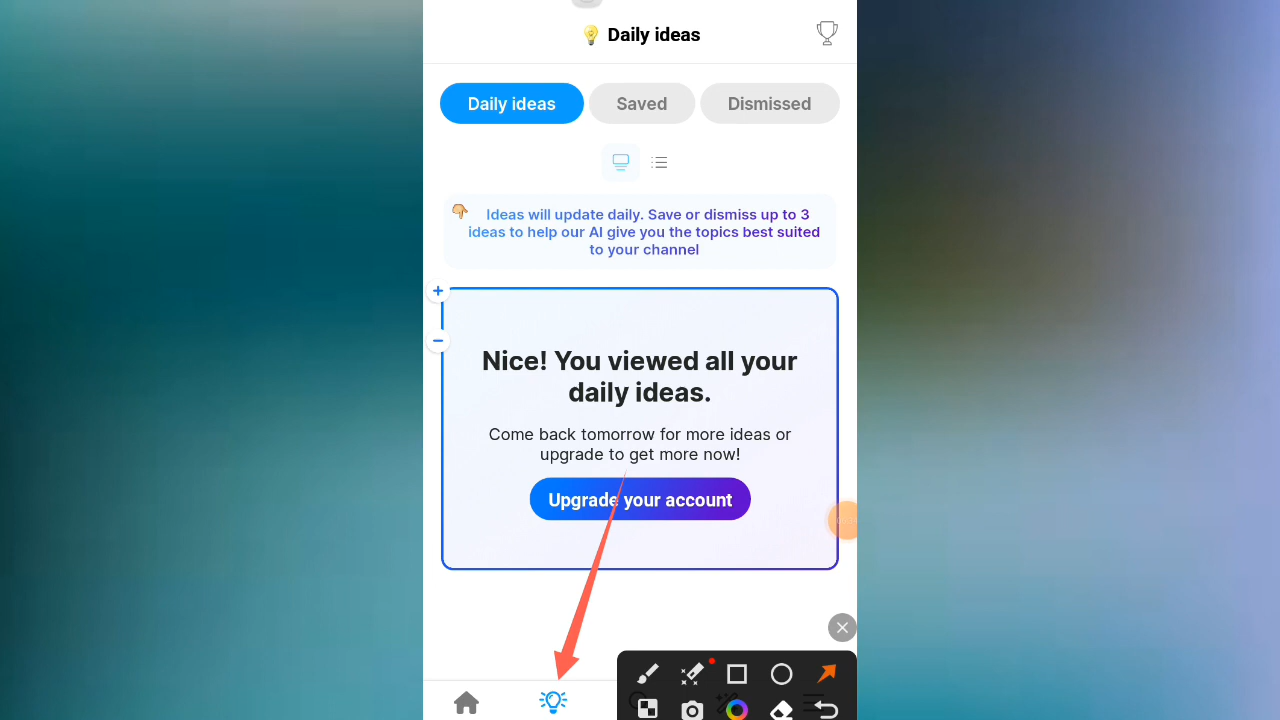 Daily ideas
Daily ideas
Saved
Dismissed
Ideas will update daily. Save or dismiss up to 3
ideas to help our AI give you the topics best suited
to your channel
Nice! You viewed all your
daily ideas.
Come back tomorrow for more ideas or
upgrade to get more now!
Upgrade your account